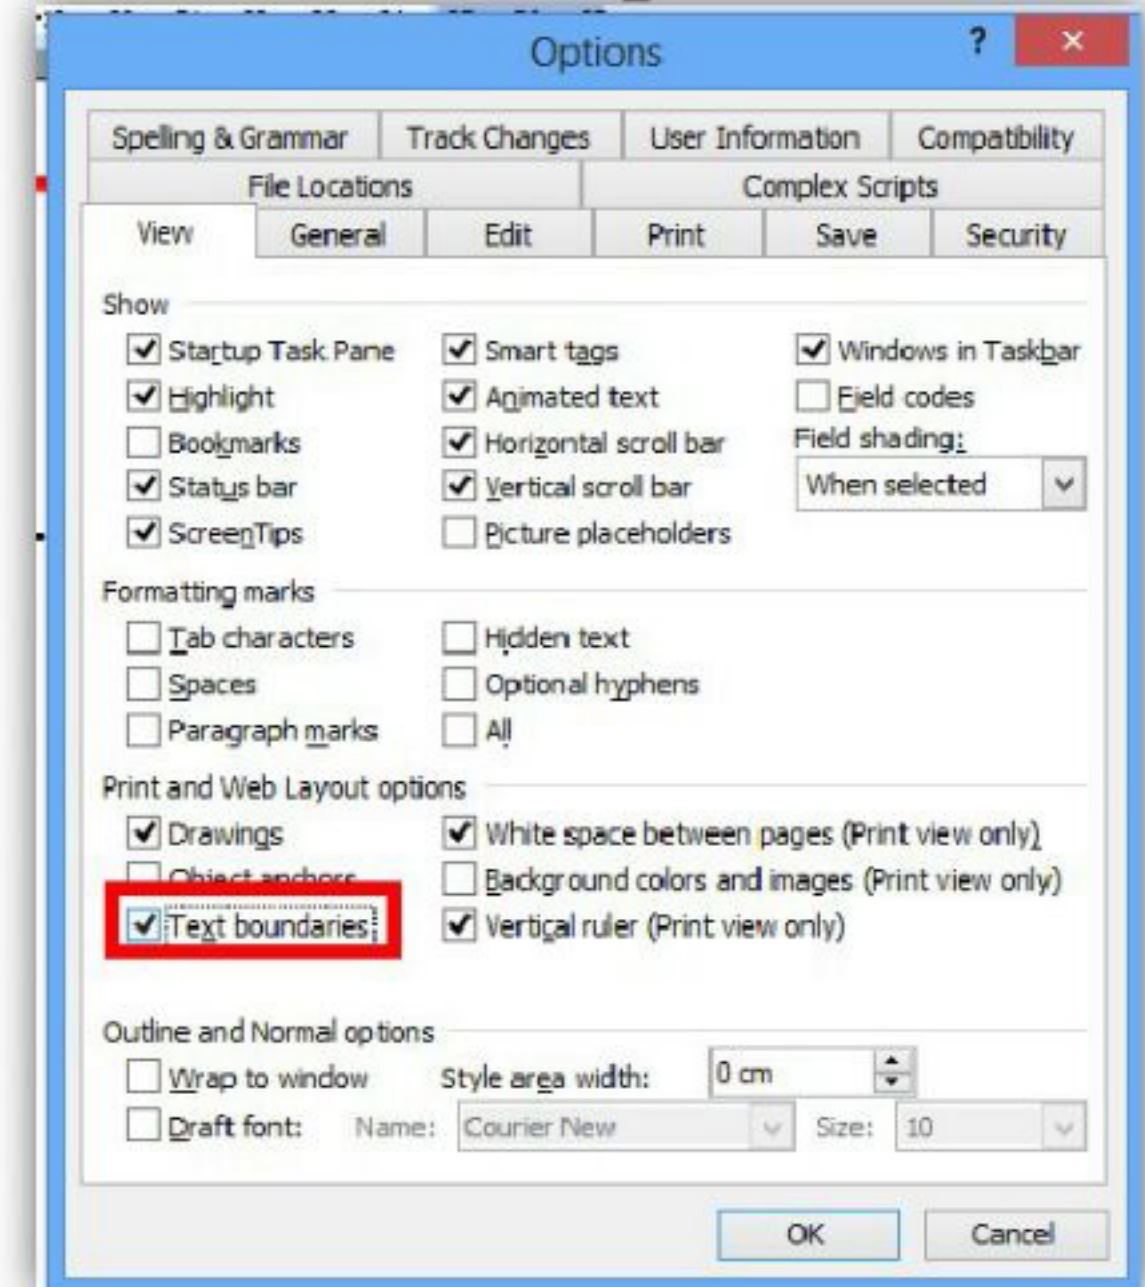 Options
?
Spelling & Grammar Track Changes User Information Compatibility
File Locations Complex Scripts
View General Edit Print Save Security
Show
Startup Task Pane Smart tags Windows in Taskbar
Highlight Animated text Field codes
Bookmarks Horizontal scroll bar Field shading:
Status bar Vertical scroll bar When selected
ScreenTips Picture placeholders
Formatting marks
Tab characters Hidden text
Spaces Optional hyphens
Paragraph marks All
Print and Web Layout options
Drawings White space between pages (Print view only)
Object anchors Background colors and images (Print view only)
Text boundaries Vertical ruler (Print view only)
Outline and Normal options
Wrap to window Style area width: 0 cm
Draft font: Name: Courier New Size: 10
OK Cancel